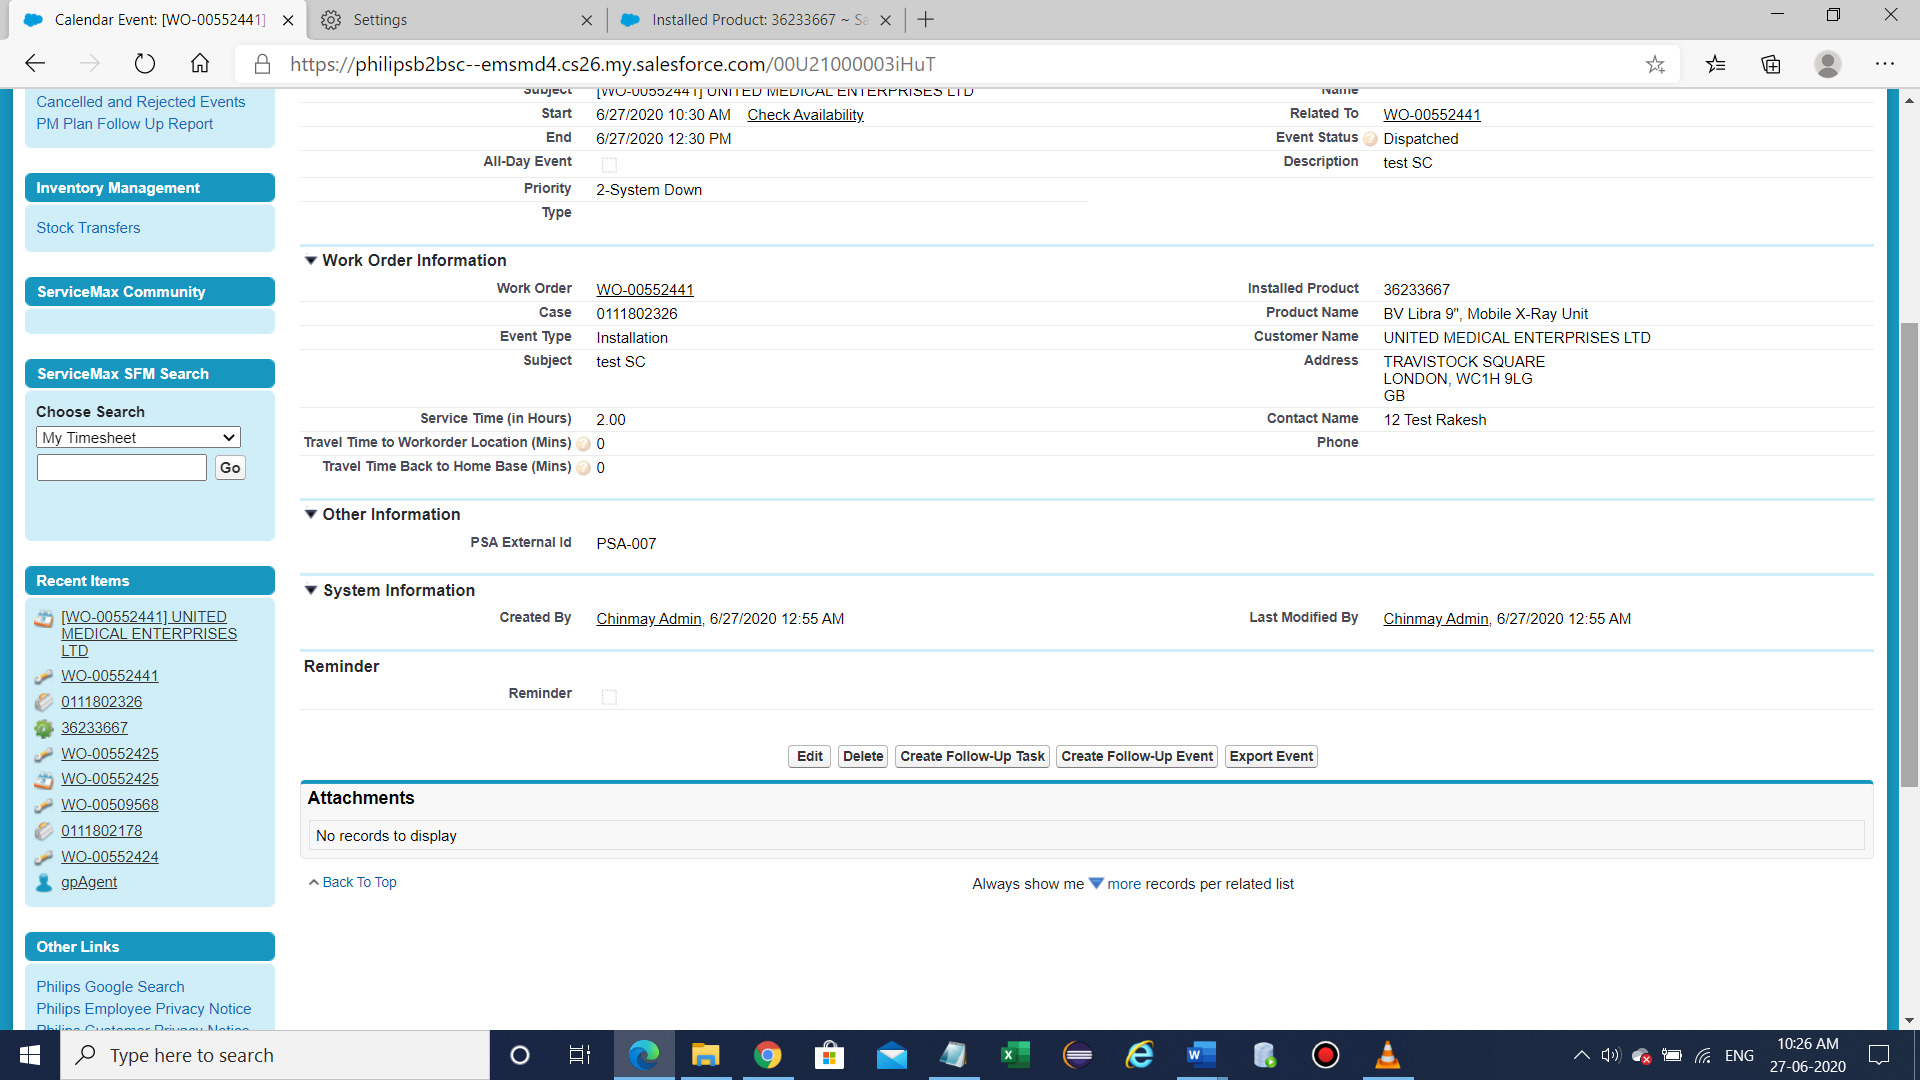 Calendar Event: [WO-00552441]
Settings
Installed Product: 36233667 ~ Sa
https://philipsb2bsc--emsmd4.cs26.my.salesforce.com/00U21000003iHuT
Cancelled and Rejected Events
PM Plan Follow Up Report
Inventory Management
Stock Transfers
ServiceMax Community
ServiceMax SFM Search
Choose Search
My Timesheet
Go
Recent Items
[WO-00552441] UNITED
MEDICAL ENTERPRISES
LTD
WO-00552441
0111802326
36233667
WO-00552425
WO-00552425
WO-00509568
0111802178
WO-00552424
gpAgent
Other Links
Philips Google Search
Philips Employee Privacy Notice
Philips Customer Privacy Notice
Subject [WO-00552441] UNITED MEDICAL ENTERPRISES LTD Name
Start 6/27/2020 10:30 AM Check Availability Related To WO-00552441
End 6/27/2020 12:30 PM Event Status Dispatched
All-Day Event Description test SC
Priority 2-System Down
Type
Work Order Information
Work Order WO-00552441 Installed Product 36233667
Case 0111802326 Product Name BV Libra 9", Mobile X-Ray Unit
Event Type Installation Customer Name UNITED MEDICAL ENTERPRISES LTD
Subject test SC Address TRAVISTOCK SQUARE
LONDON, WC1H 9LG
GB
Service Time (in Hours) 2.00 Contact Name 12 Test Rakesh
Travel Time to Workorder Location (Mins) 0 Phone
Travel Time Back to Home Base (Mins) 0
Other Information
PSA External Id PSA-007
System Information
Created By Chinmay Admin, 6/27/2020 12:55 AM Last Modified By Chinmay Admin, 6/27/2020 12:55 AM
Reminder
Reminder
Edit Delete Create Follow-Up Task Create Follow-Up Event Export Event
Attachments
No records to display
Back To Top Always show me more records per related list
Type here to search
ENG
10:26 AM
27-06-2020